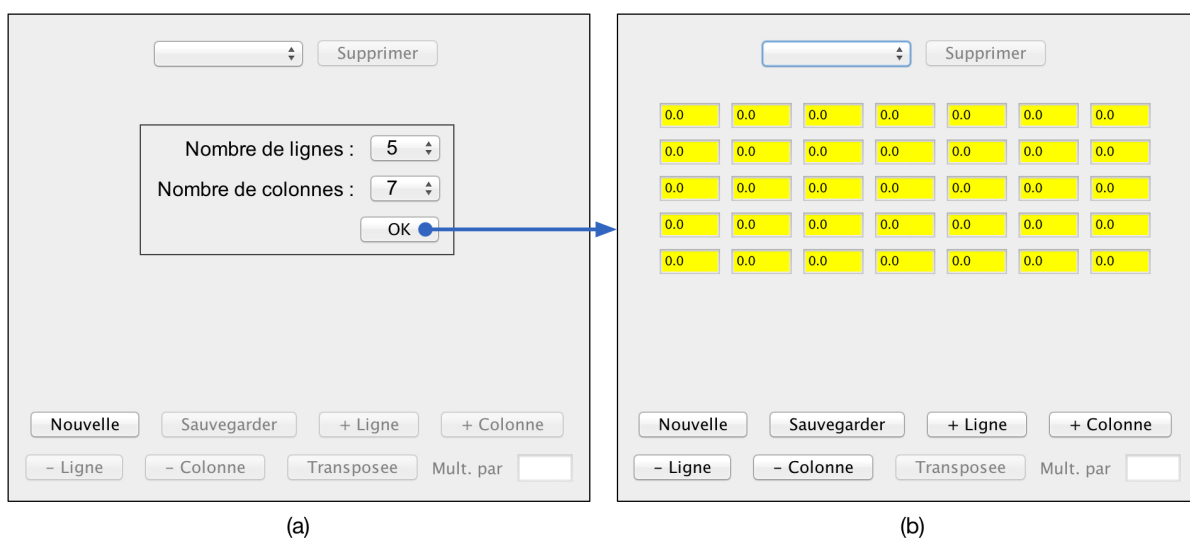 Supprimer
Nombre de lignes : 5
Nombre de colonnes : 7
OK
Nouvelle Sauvegarder + Ligne + Colonne
– Ligne – Colonne Transposee Mult. par
(a)
Supprimer
0.0 0.0 0.0 0.0 0.0 0.0 0.0
0.0 0.0 0.0 0.0 0.0 0.0 0.0
0.0 0.0 0.0 0.0 0.0 0.0 0.0
0.0 0.0 0.0 0.0 0.0 0.0 0.0
0.0 0.0 0.0 0.0 0.0 0.0 0.0
Nouvelle Sauvegarder + Ligne + Colonne
– Ligne – Colonne Transposee Mult. par
(b)